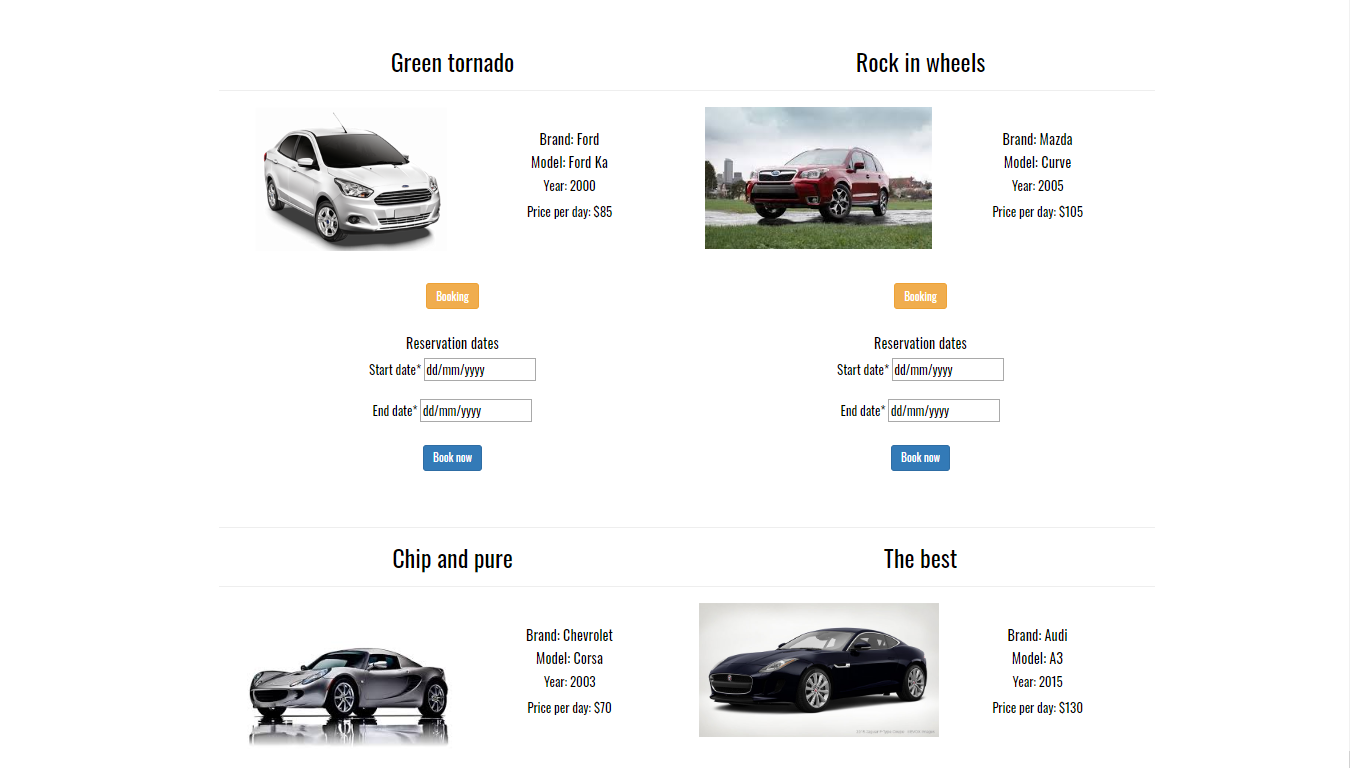 Green tornado
Brand: Ford
Model: Ford Ka
Year: 2000
Price per day: $85
Booking
Reservation dates
Start date* dd/mm/yyyy
End date* dd/mm/yyyy
Book now
Rock in wheels
Brand: Mazda
Model: Curve
Year: 2005
Price per day: $105
Booking
Reservation dates
Start date* dd/mm/yyyy
End date* dd/mm/yyyy
Book now
Chip and pure
Brand: Chevrolet
Model: Corsa
Year: 2003
Price per day: $70
The best
Brand: Audi
Model: A3
Year: 2015
Price per day: $130